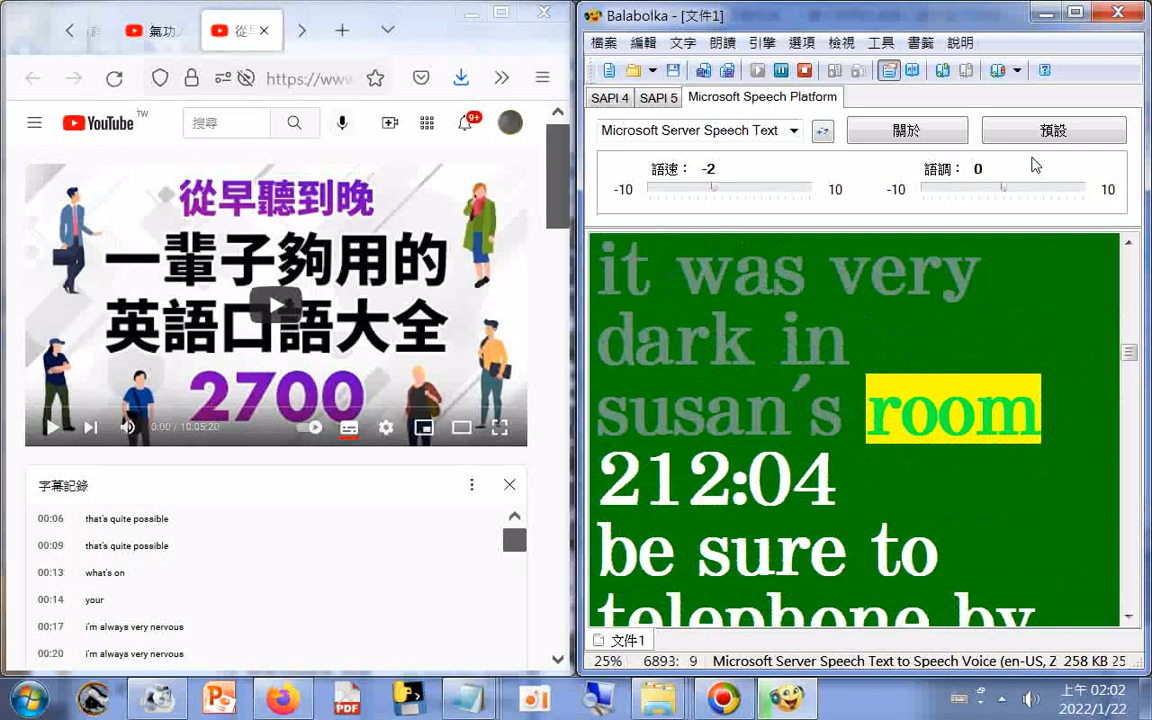 氣功
從
https://www
YouTube TW
搜尋
9+
從早聽到晚
一輩子夠用的
英語口語大全
2700
0:00 / 10:05:20
字幕記錄
00:06 that's quite possible
00:09 that's quite possible
00:13 what's on
00:14 your
00:17 i'm always very nervous
00:20 i'm always very nervous
Balabolka - [文件1]
檔案 編輯 文字 朗讀 引擎 選項 檢視 工具 書籤 說明
SAPI 4 SAPI 5 Microsoft Speech Platform
Microsoft Server Speech Text 關於 預設
語速： -2 語調： 0
-10 10 -10 10
it was very
dark in
susan's room
212:04
be sure to
telephone by
文件1
25% 6893: 9 Microsoft Server Speech Text to Speech Voice (en-US, Z 258 KB 25
PDF
上午 02:02
2022/1/22